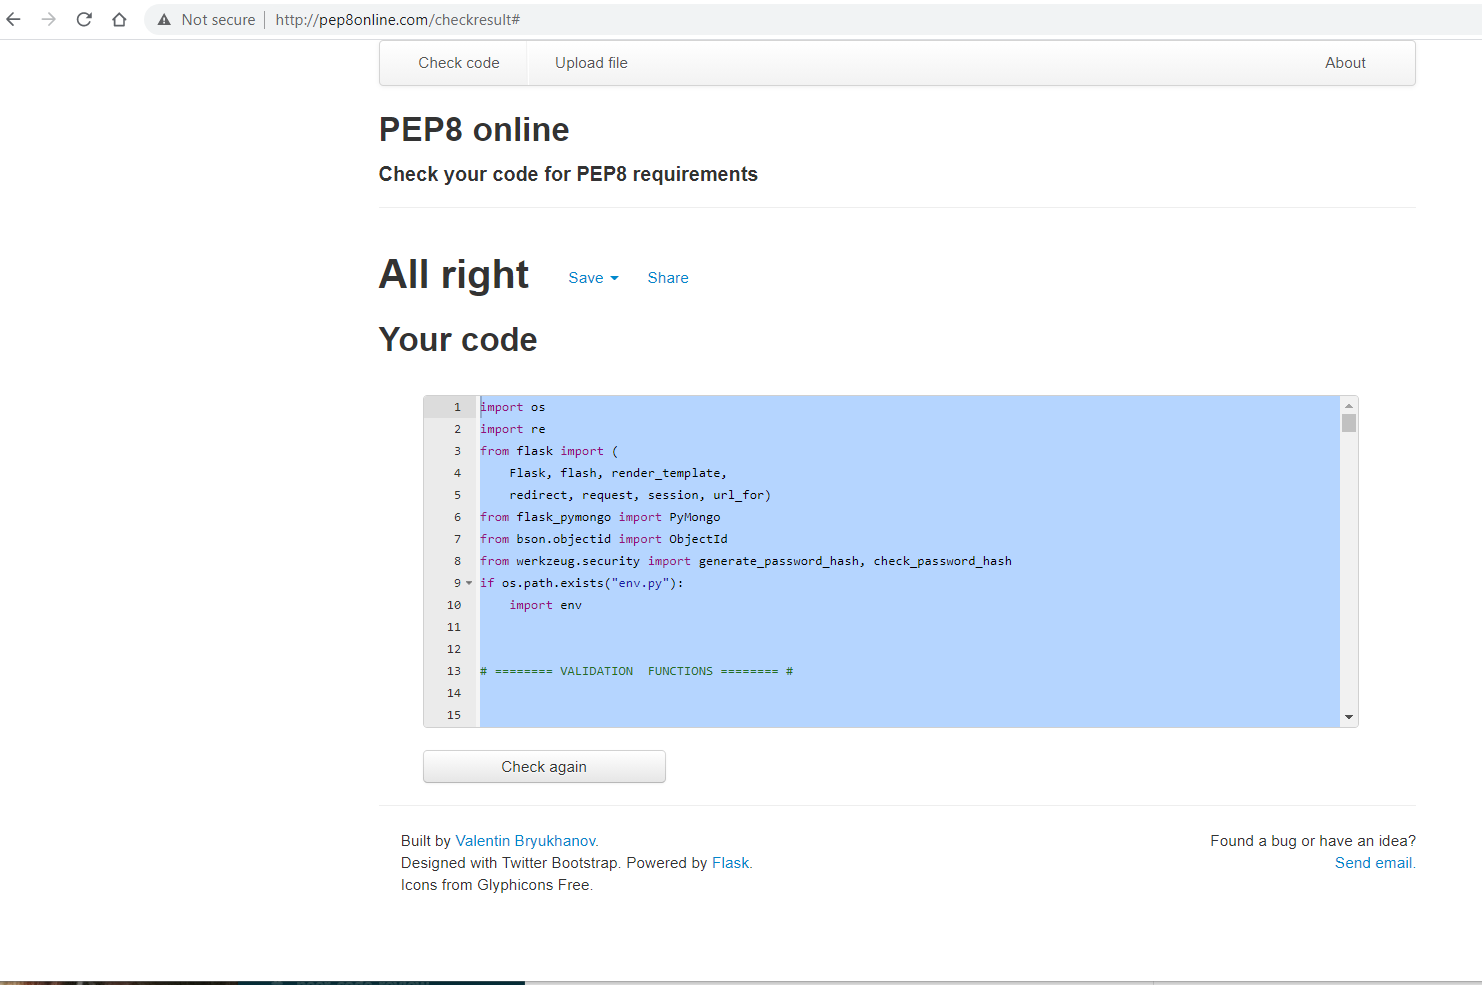 Not secure | http://pep8online.com/checkresult#
Check code Upload file About
PEP8 online
Check your code for PEP8 requirements
All right Save Share
Your code
1 import os
2 import re
3 from flask import (
4     Flask, flash, render_template,
5     redirect, request, session, url_for)
6 from flask_pymongo import PyMongo
7 from bson.objectid import ObjectId
8 from werkzeug.security import generate_password_hash, check_password_hash
9 if os.path.exists("env.py"):
10     import env
11
12
13 # ======== VALIDATION  FUNCTIONS ======== #
14
15
Check again
Built by Valentin Bryukhanov. Found a bug or have an idea?
Designed with Twitter Bootstrap. Powered by Flask. Send email.
Icons from Glyphicons Free.